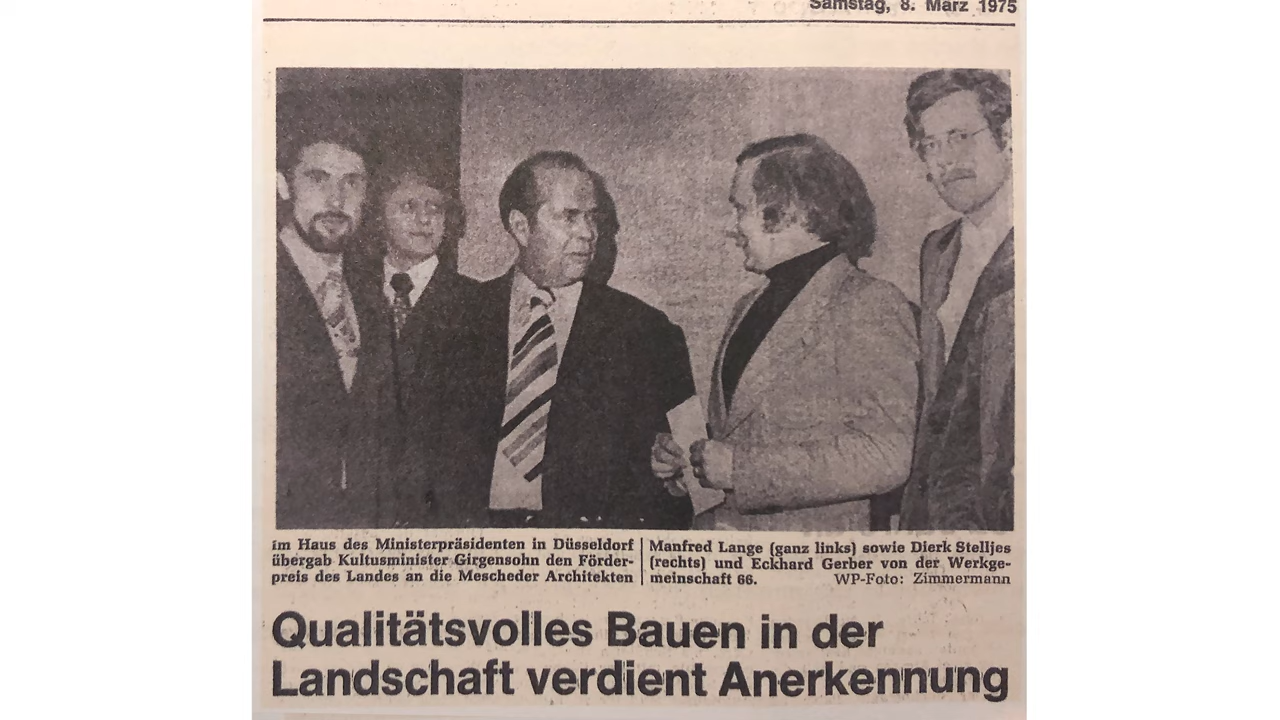 Samstag, 8. März 1975
im Haus des Ministerpräsidenten in Düsseldorf
übergab Kultusminister Girgensohn den Förder-
preis des Landes an die Mescheder Architekten
Manfred Lange (ganz links) sowie Dierk Stelljes
(rechts) und Eckhard Gerber von der Werkge-
meinschaft 66. WP-Foto: Zimmermann
Qualitätsvolles Bauen in der
Landschaft verdient Anerkennung